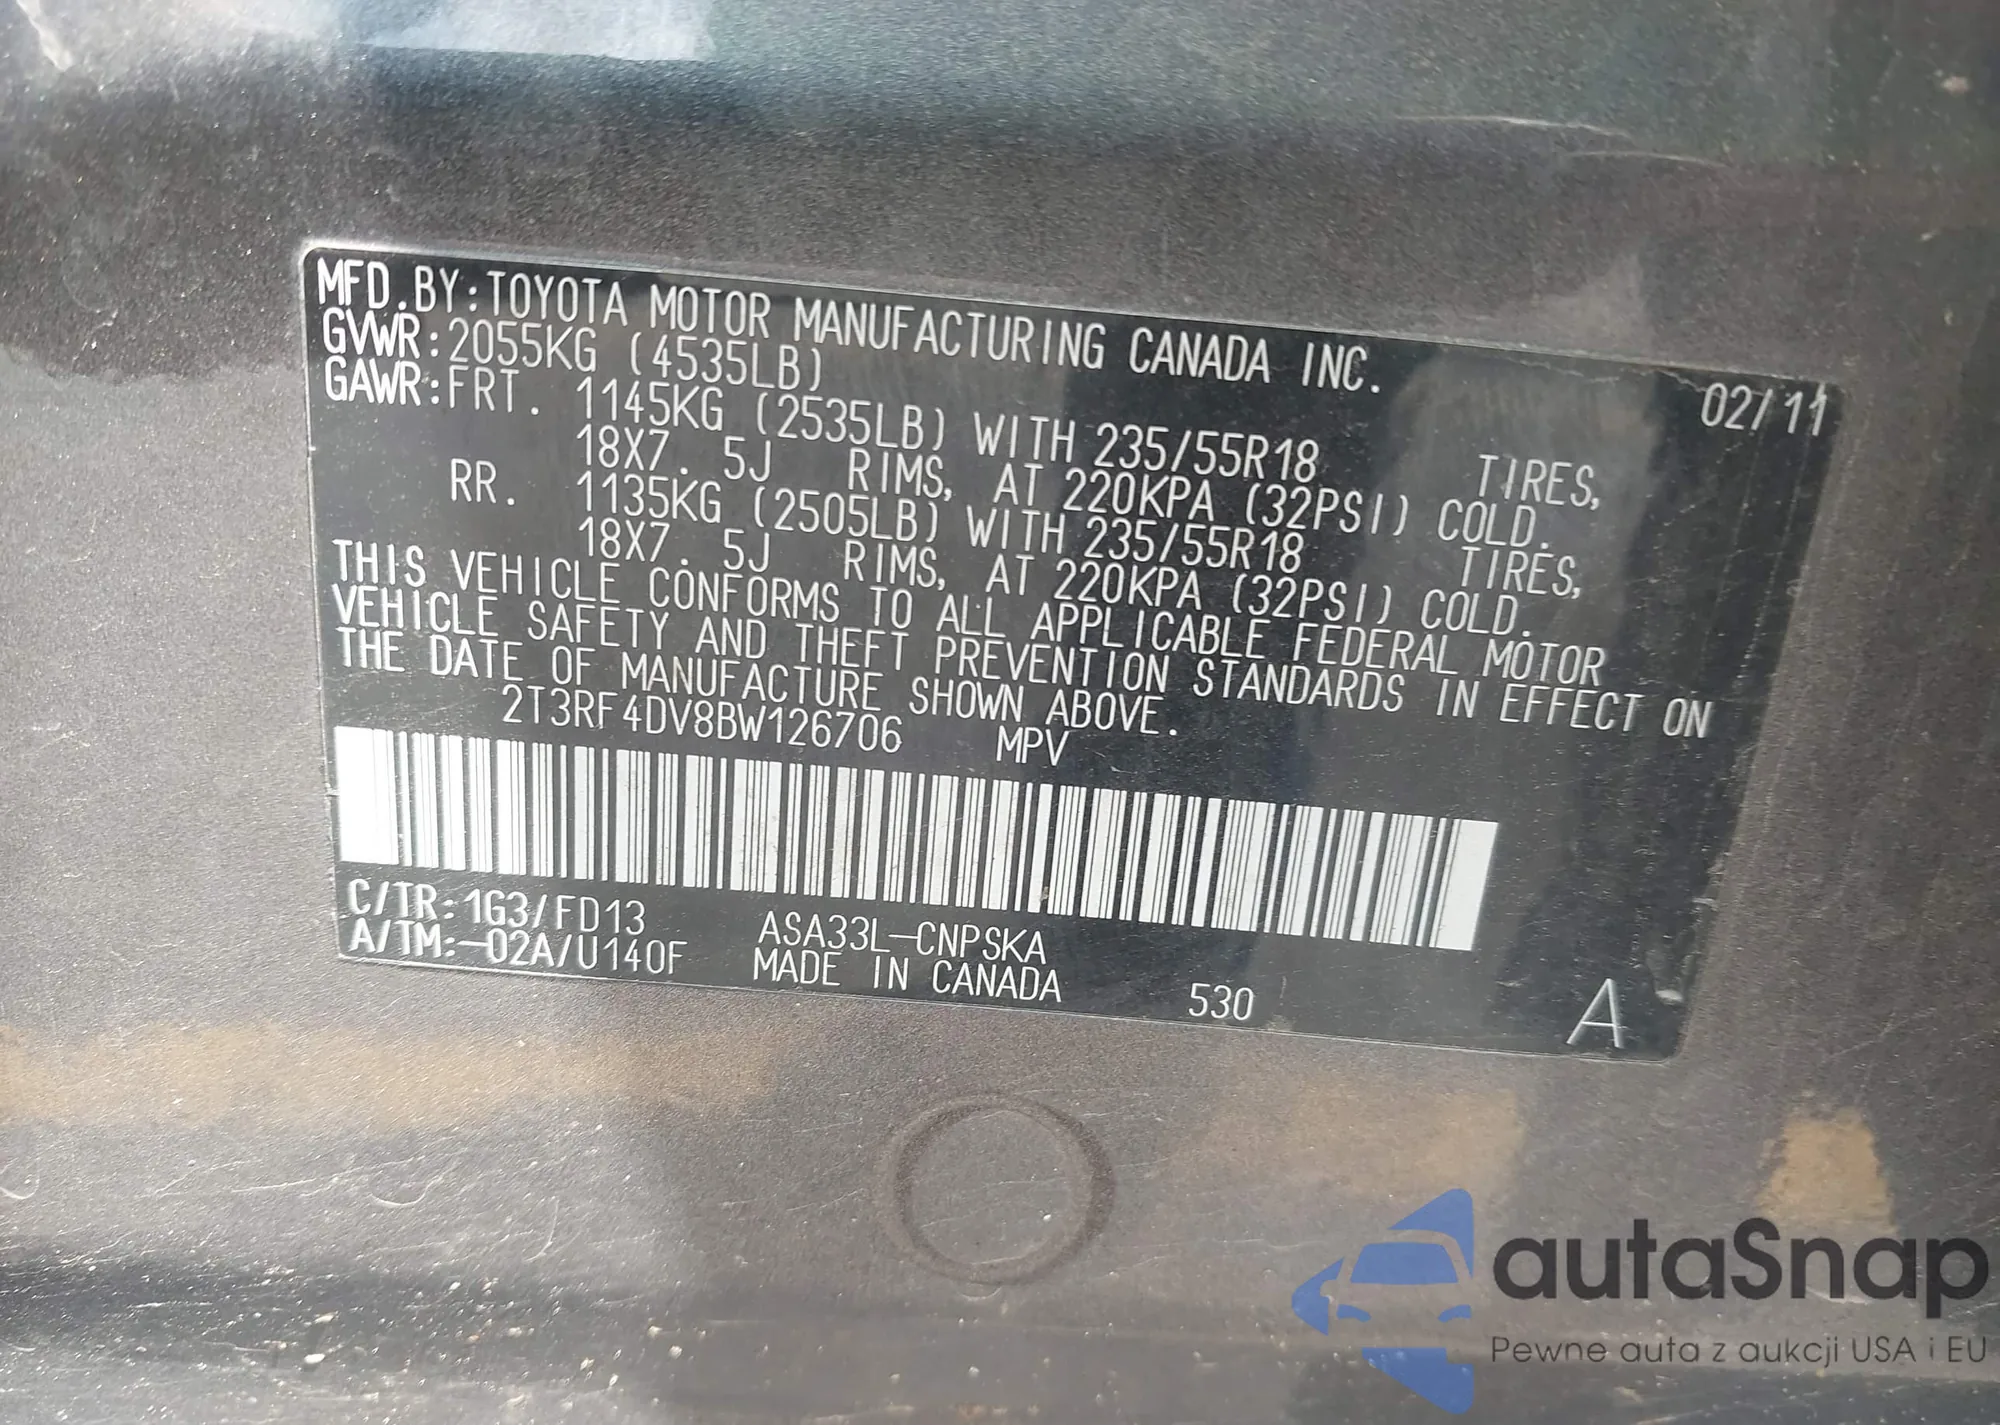 MFD.BY:TOYOTA MOTOR MANUFACTURING CANADA INC. 02/11
GVWR:2055KG (4535LB)
GAWR:FRT. 1145KG (2535LB) WITH 235/55R18 TIRES,
18X7.5J RIMS, AT 220KPA (32PSI) COLD.
RR. 1135KG (2505LB) WITH 235/55R18 TIRES,
18X7.5J RIMS, AT 220KPA (32PSI) COLD.
THIS VEHICLE CONFORMS TO ALL APPLICABLE FEDERAL MOTOR
VEHICLE SAFETY AND THEFT PREVENTION STANDARDS IN EFFECT ON
THE DATE OF MANUFACTURE SHOWN ABOVE.
2T3RF4DV8BW126706 MPV
C/TR:1G3/FD13 ASA33L-CNPSKA
A/TM:-02A/U140F MADE IN CANADA 530 A
autaSnap
Pewne auta z aukcji USA i EU